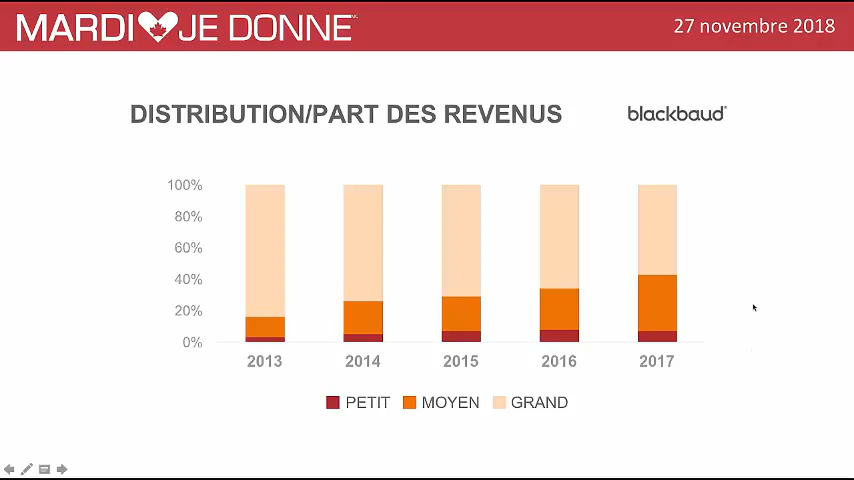 MARDI JE DONNE MC
27 novembre 2018
DISTRIBUTION/PART DES REVENUS
blackbaud®
100%
80%
60%
40%
20%
0%
2013 2014 2015 2016 2017
PETIT MOYEN GRAND